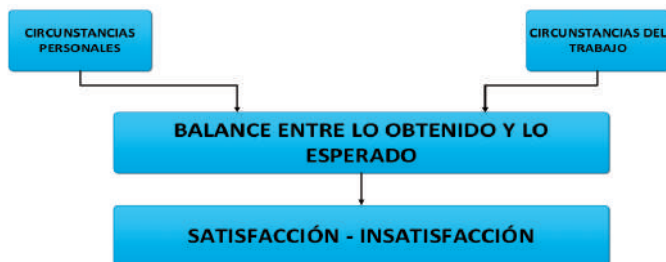 CIRCUNSTANCIAS
PERSONALES
CIRCUNSTANCIAS DEL
TRABAJO
BALANCE ENTRE LO OBTENIDO Y LO
ESPERADO
SATISFACCIÓN - INSATISFACCIÓN